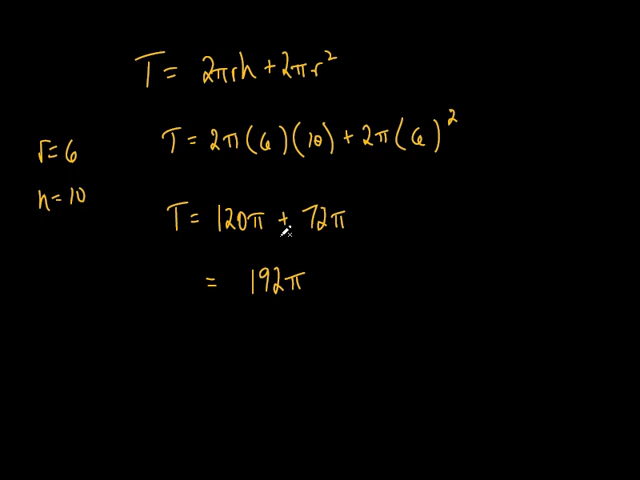 T = 2πrh + 2πr²
r = 6
T = 2π(6)(10) + 2π(6)²
h = 10
T = 120π + 72π
= 192π